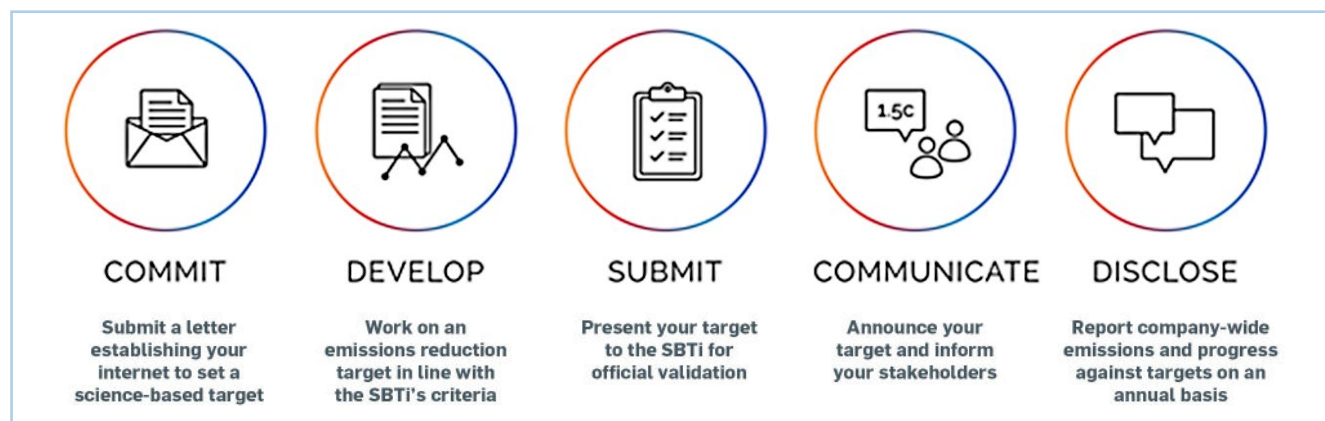 1.5C
COMMIT
Submit a letter
establishing your
internet to set a
science-based target
DEVELOP
Work on an
emissions reduction
target in line with
the SBTi's criteria
SUBMIT
Present your target
to the SBTi for
official validation
COMMUNICATE
Announce your
target and inform
your stakeholders
DISCLOSE
Report company-wide
emissions and progress
against targets on an
annual basis